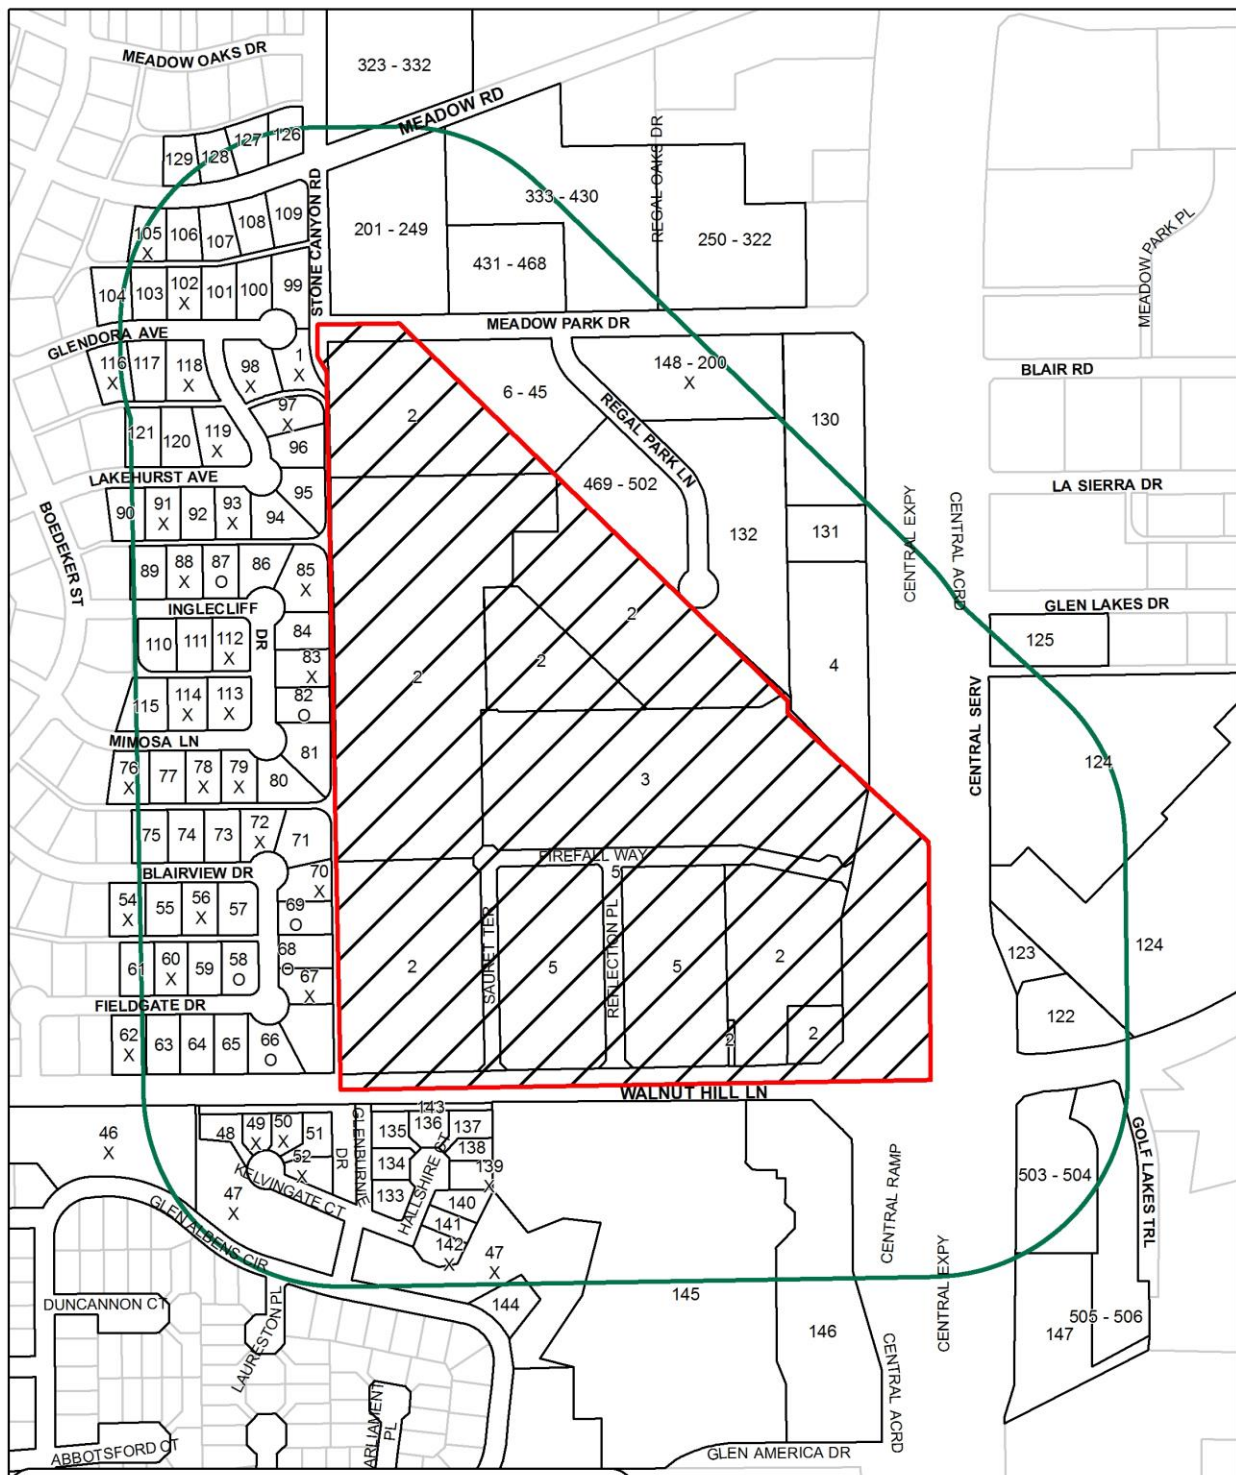 MEADOW OAKS DR
323 - 332
MEADOW RD
126
127
128
129
STONE CANYON RD
REGAL OAKS DR
333 - 430
MEADOW PARK PL
109
108
107
106
105
X
201 - 249
250 - 322
431 - 468
104
103
102
X
101
100
99
GLENDORA AVE
MEADOW PARK DR
116
X
117
118
X
98
X
1
X
148 - 200
X
BLAIR RD
6 - 45
REGAL PARK LN
130
2
97
X
121
120
119
X
96
LAKEHURST AVE
95
469 - 502
LA SIERRA DR
90
91
X
92
93
X
94
CENTRAL EXPY
CENTRAL ACRD
132
131
BOEDEKER ST
89
88
X
87
O
86
85
X
INGLECLIFF
DR
GLEN LAKES DR
110
111
112
X
84
2
125
83
X
2
2
4
115
114
X
113
X
82
O
CENTRAL SERV
MIMOSA LN
81
76
X
77
78
X
79
X
80
3
124
75
74
73
72
X
71
FIREFALL WAY
BLAIRVIEW DR
70
X
5
54
X
55
56
X
57
69
O
SAURET TER
REFLECTION PL
61
60
X
59
58
O
68
O
67
X
2
5
5
2
123
124
FIELDGATE DR
122
62
X
63
64
65
66
O
2
2
WALNUT HILL LN
46
X
48
49
X
50
X
51
52
X
DR
GLENBURNIE
143
135
136
137
138
134
139
X
133
HALLSHIRE CT
140
141
142
X
KELVINGATE CT
47
X
47
X
GLEN ALBENS CIR
CENTRAL RAMP
503 - 504
GOLF LAKES TRL
CENTRAL EXPY
144
145
146
147
505 - 506
DUNCANNON CT
LAURESTON PL
CENTRAL ACRD
ARLIAMENT
PL
ABBOTSFORD CT
GLEN AMERICA DR